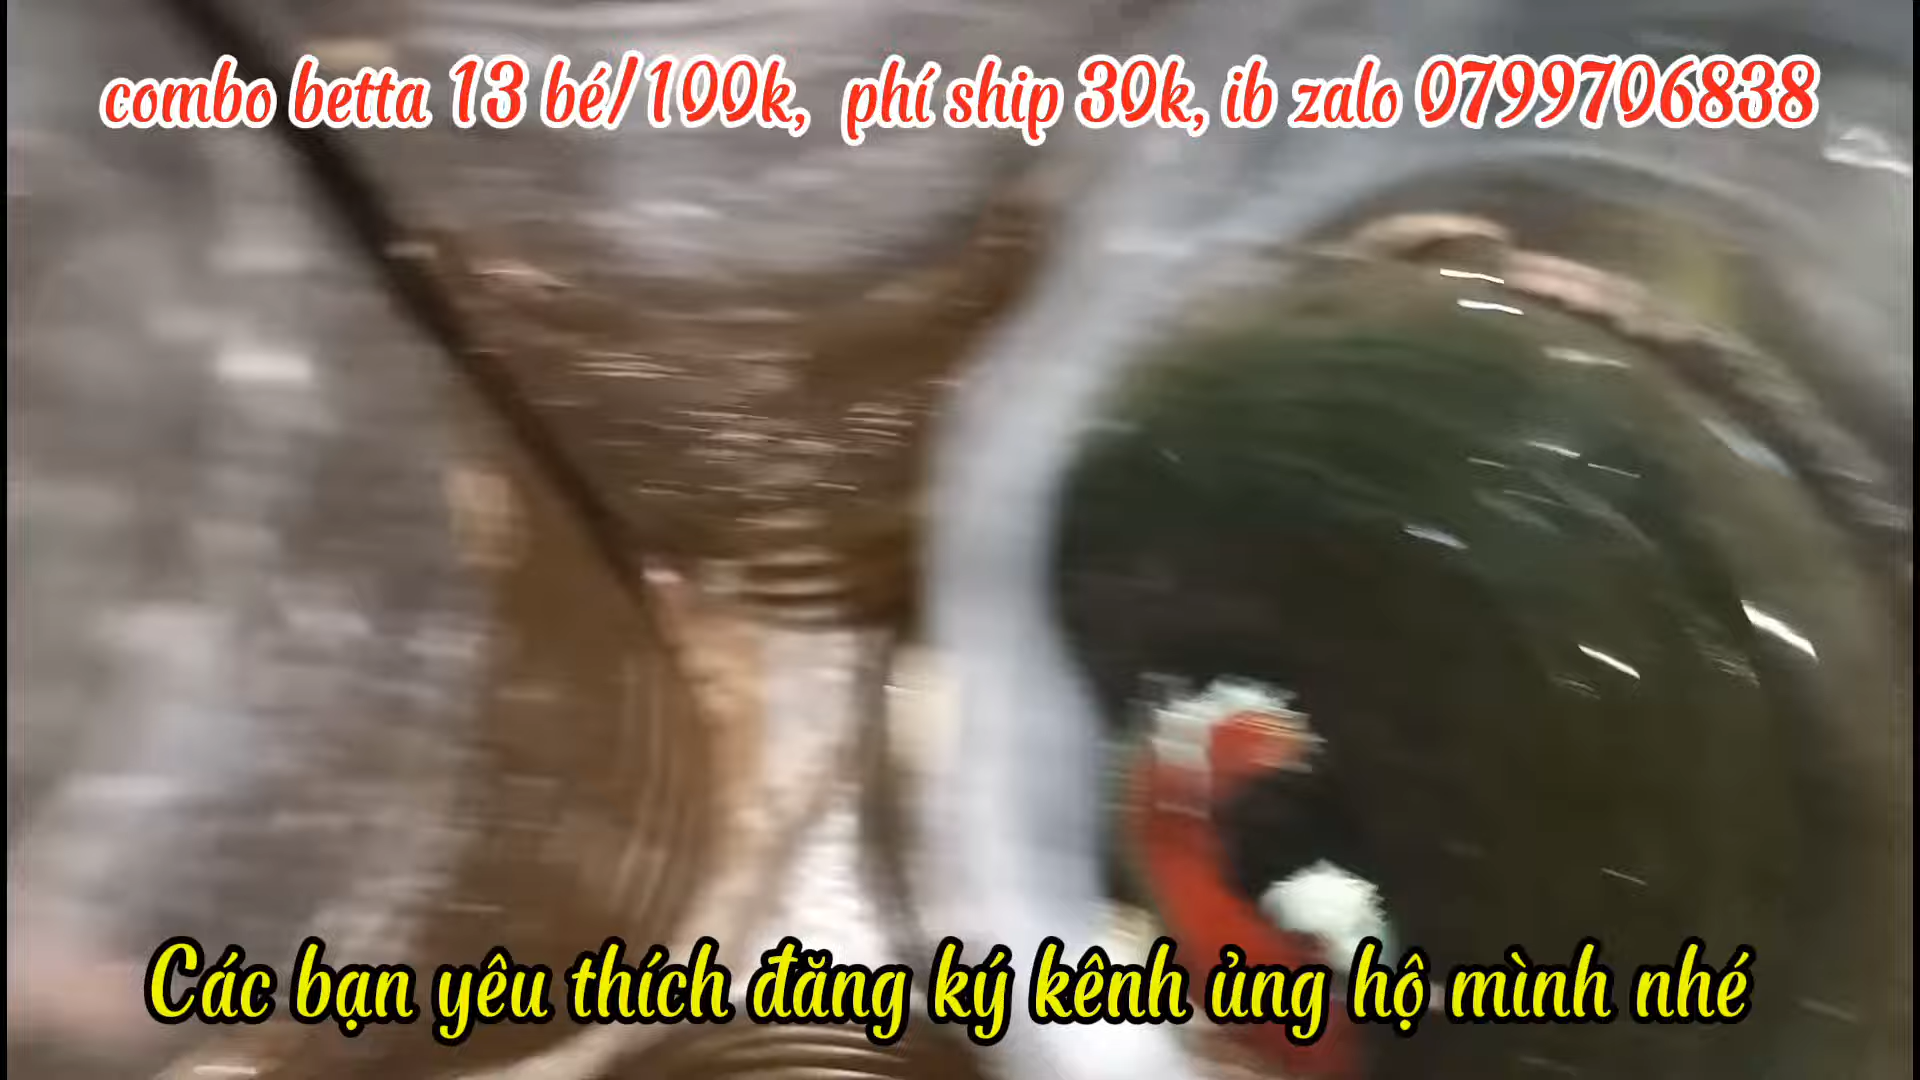 combo betta 13 bé/100k, phí ship 30k, ib zalo 0799706838
Các bạn yêu thích đăng ký kênh ủng hộ mình nhé